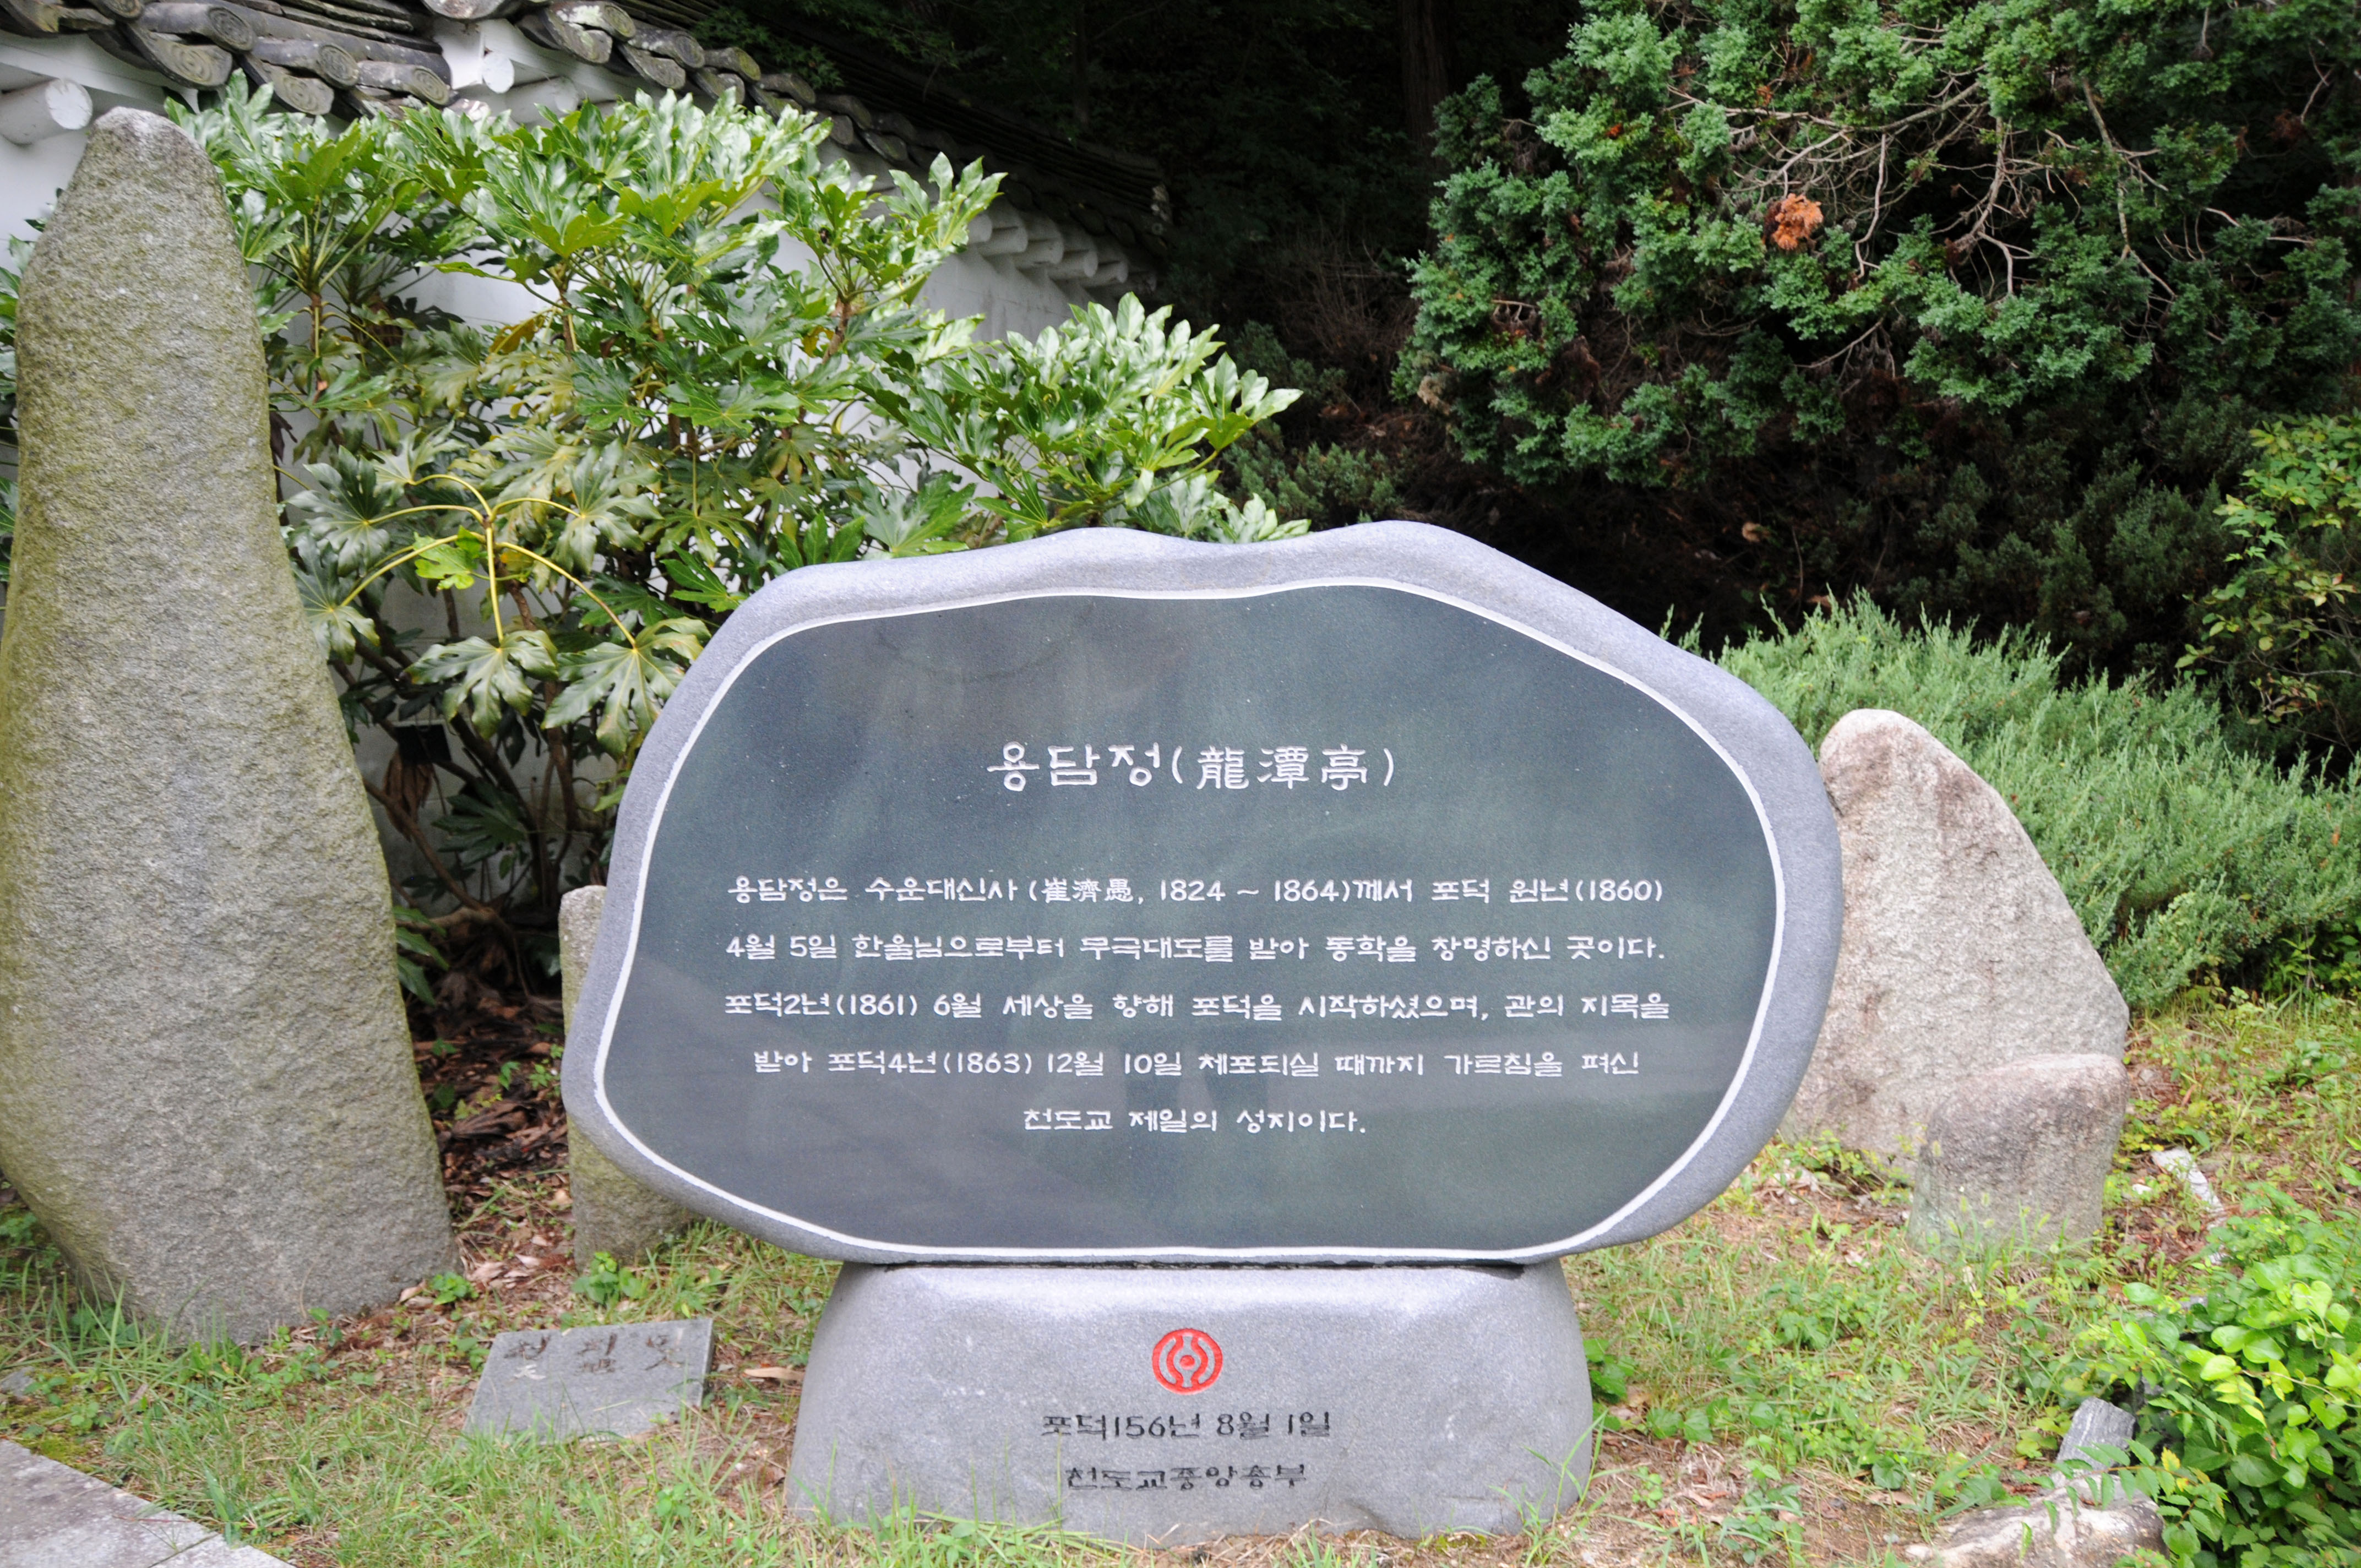 용담정(龍潭亭)
용담정은 수운대신사 (崔濟愚, 1824 ~ 1864)께서 포덕 원년(1860)
4월 5일 한울님으로부터 무극대도를 받아 동학을 창명하신 곳이다.
포덕2년(1861) 6월 세상을 향해 포덕을 시작하셨으며, 관의 지목을
받아 포덕4년(1863) 12월 10일 체포되실 때까지 가르침을 펴신
천도교 제일의 성지이다.
포덕156년 8월 1일
천도교중앙총부